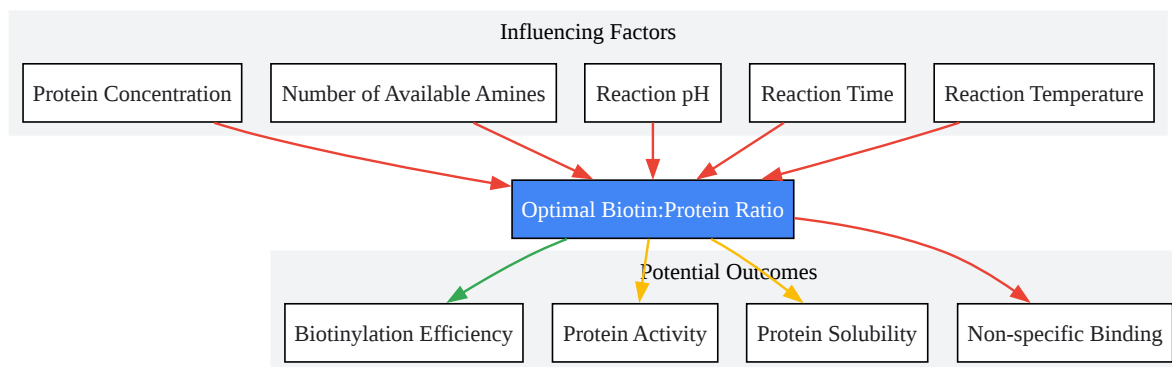 Influencing Factors
Protein Concentration
Number of Available Amines
Reaction pH
Reaction Time
Reaction Temperature
Optimal Biotin:Protein Ratio
Potential Outcomes
Biotinylation Efficiency
Protein Activity
Protein Solubility
Non-specific Binding